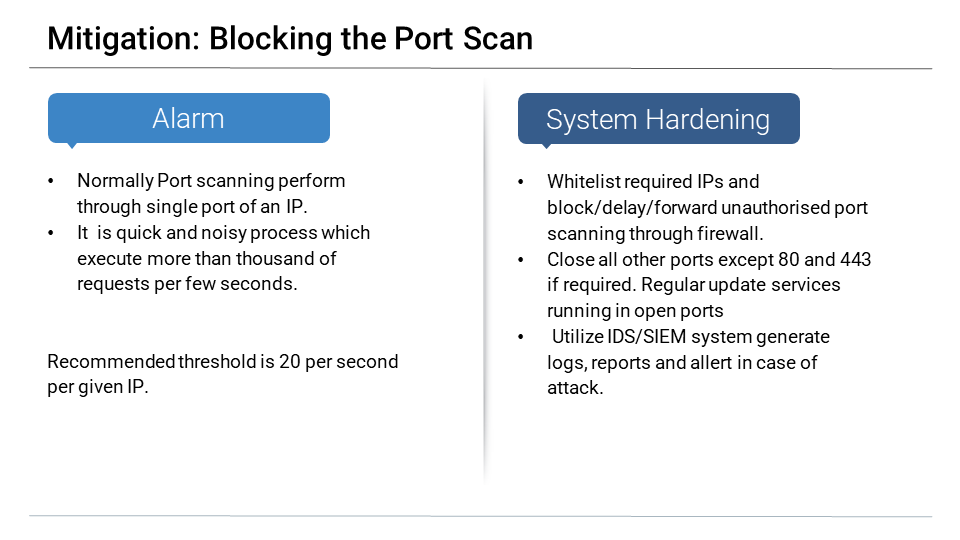 Mitigation: Blocking the Port Scan
Alarm
• Normally Port scanning perform
through single port of an IP.
• It is quick and noisy process which
execute more than thousand of
requests per few seconds.
Recommended threshold is 20 per second
per given IP.
System Hardening
• Whitelist required IPs and
block/delay/forward unauthorised port
scanning through firewall.
• Close all other ports except 80 and 443
if required. Regular update services
running in open ports
• Utilize IDS/SIEM system generate
logs, reports and allert in case of
attack.